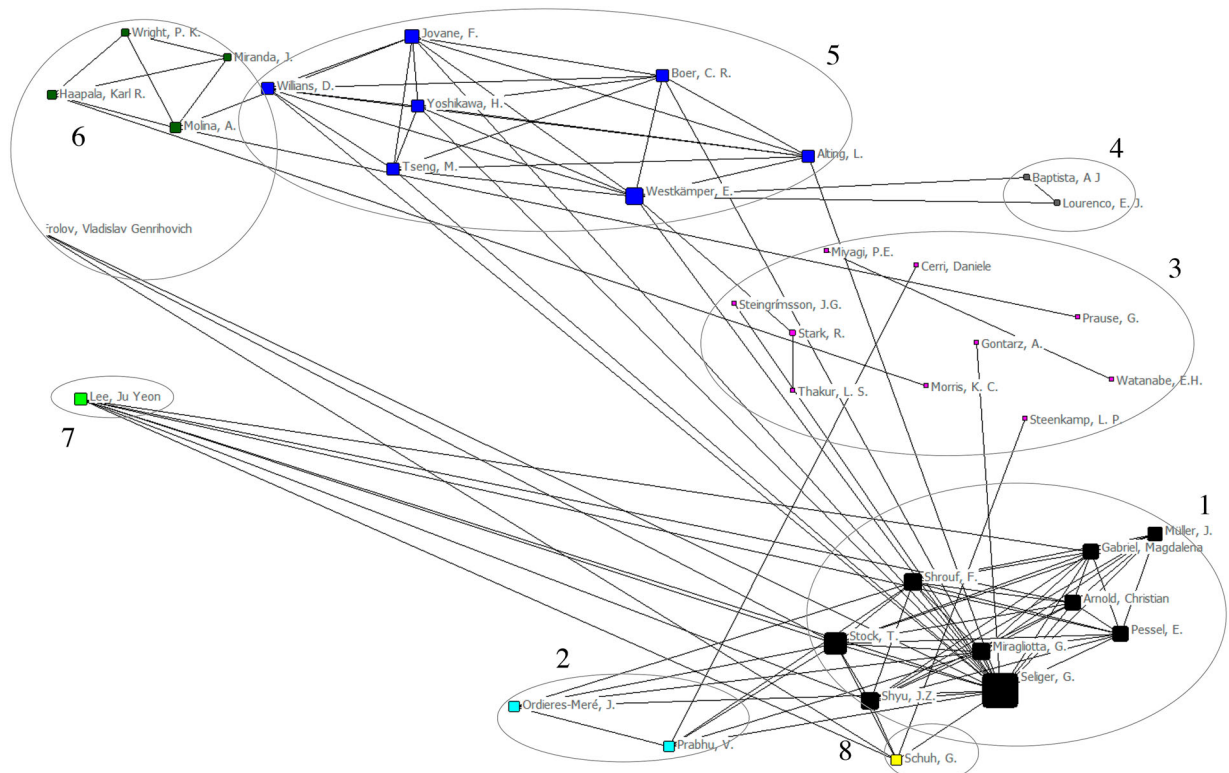 Wright, P. K.
Miranda, J.
Haapala, Karl R.
Molina, A.
6
Frolov, Vladislav Genrihovich
Jovane, F.
5
Willians, D.
Boer, C. R.
Yoshikawa, H.
Tseng, M.
Alting, L.
Westkämper, E.
4
Baptista, A.J
Lourenco, E. J.
Miyagi, P.E.
Cerri, Daniele
3
Steingrímsson, J.G.
Prause, G.
Stark, R.
Gontarz, A.
Thakur, L. S.
Morris, K. C.
Watanabe, E.H.
Steenkamp, L. P.
Lee, Ju Yeon
7
1
Müller, J.
Gabriel, Magdalena
Shrouf, F.
Arnold, Christian
Pessel, E.
Stock, T.
Miragliotta, G.
Seliger, G.
Shyu, J.Z.
2
Ordieres-Meré, J.
Prabhu, V.
8
Schuh, G.